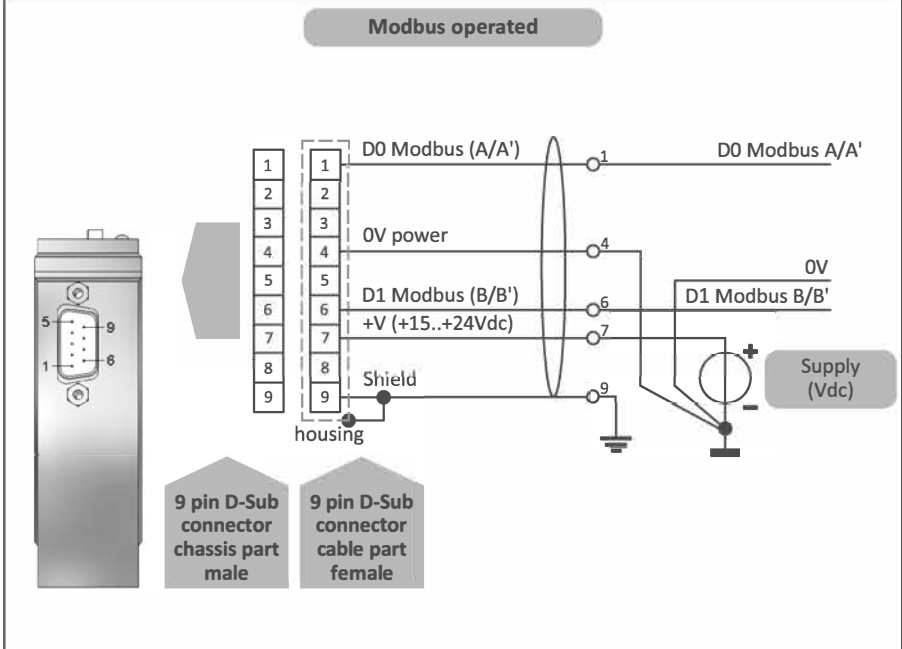 Modbus operated
D0 Modbus (A/A')
1
D0 Modbus A/A'
1
2
3
4
5
6
7
8
9
1
2
3
4
5
6
7
8
9
0V power
4
0V
D1 Modbus (B/B')
6
D1 Modbus B/B'
+V (+15..+24Vdc)
7
+
-
Supply
(Vdc)
Shield
9
housing
5
9
1
6
9 pin D-Sub
connector
chassis part
male
9 pin D-Sub
connector
cable part
female